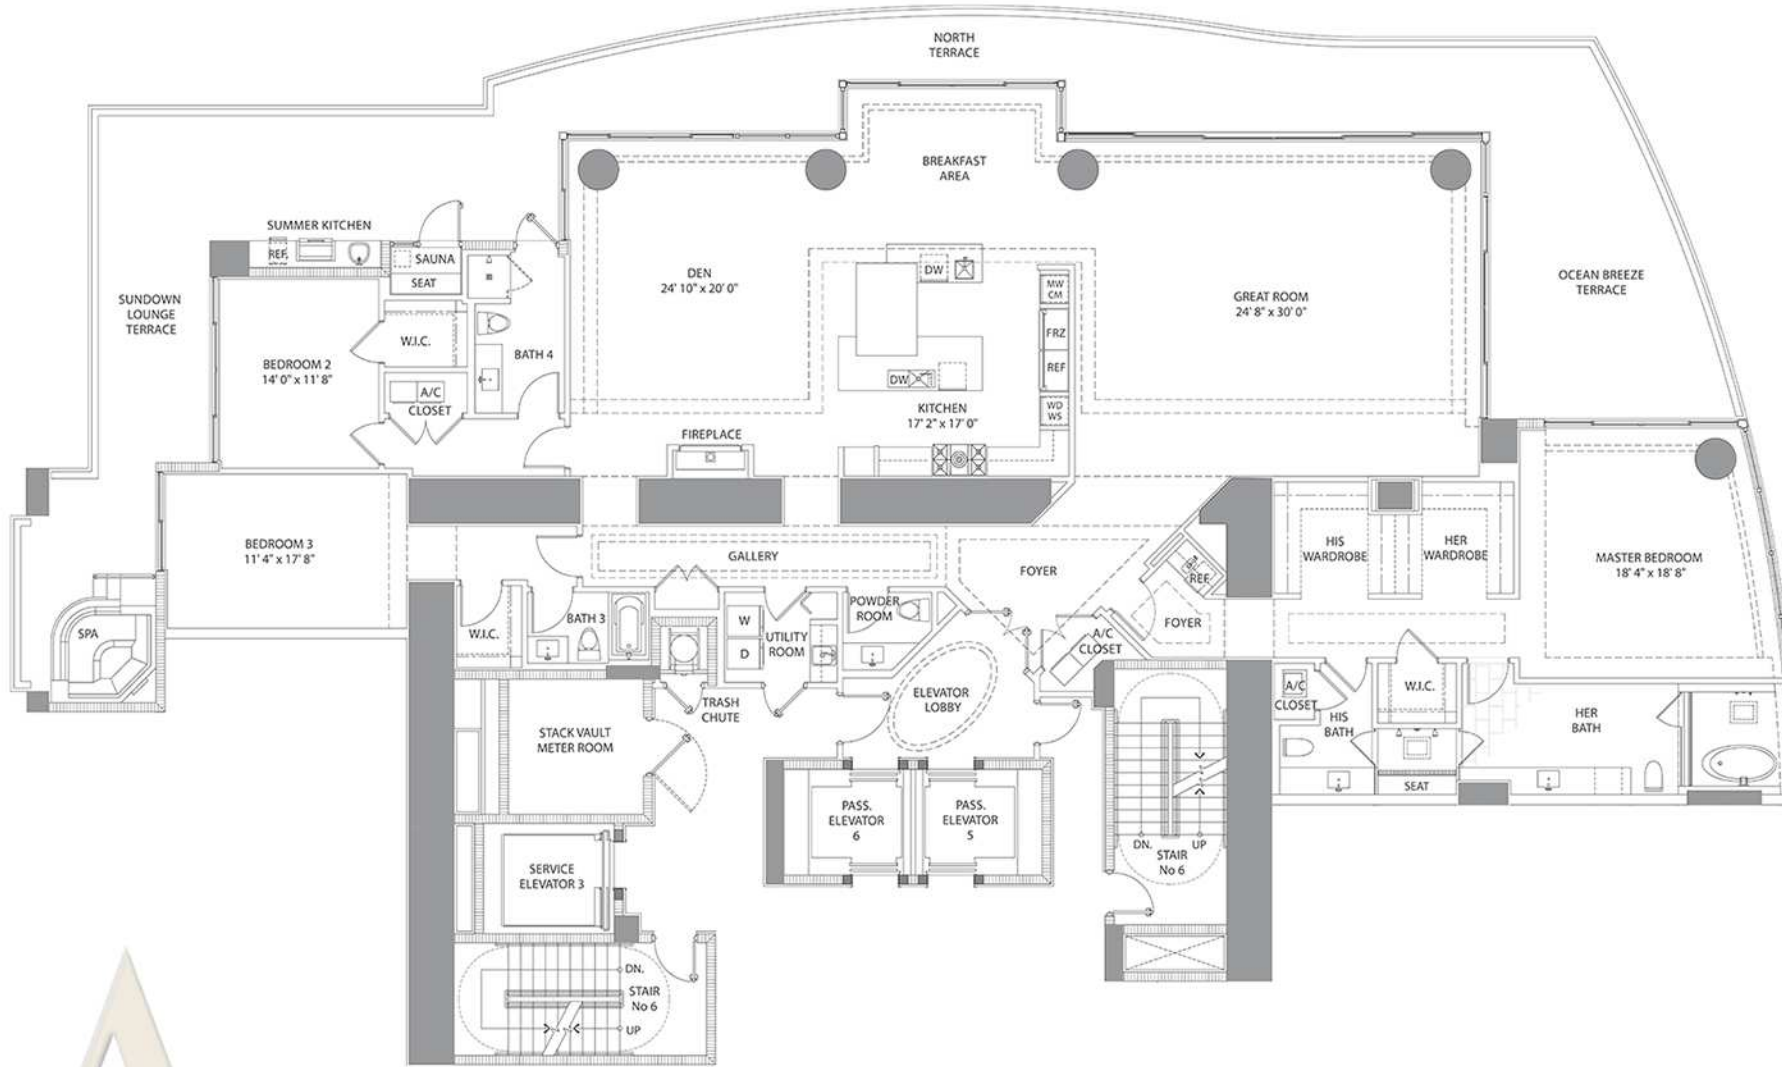 NORTH
TERRACE
BREAKFAST
AREA
SUMMER KITCHEN
REF.
SAUNA
SEAT
SUNDOWN
LOUNGE
TERRACE
DEN
24' 10" x 20' 0"
DW
MW
CM
FRZ
REF
WD
WS
GREAT ROOM
24' 8" x 30' 0"
OCEAN BREEZE
TERRACE
BEDROOM 2
14' 0" x 11' 8"
W.I.C.
BATH 4
A/C
CLOSET
DW
KITCHEN
17' 2" x 17' 0"
FIREPLACE
BEDROOM 3
11' 4" x 17' 8"
GALLERY
FOYER
REF.
HIS
WARDROBE
HER
WARDROBE
MASTER BEDROOM
18' 4" x 18' 8"
SPA
W.I.C.
BATH 3
W
D
UTILITY
ROOM
POWDER
ROOM
FOYER
A/C
CLOSET
TRASH
CHUTE
ELEVATOR
LOBBY
STACK VAULT
METER ROOM
A/C
CLOSET
HIS
BATH
W.I.C.
HER
BATH
SEAT
PASS.
ELEVATOR
6
PASS.
ELEVATOR
5
DN.
UP
STAIR
No 6
SERVICE
ELEVATOR 3
DN.
STAIR
No 6
UP